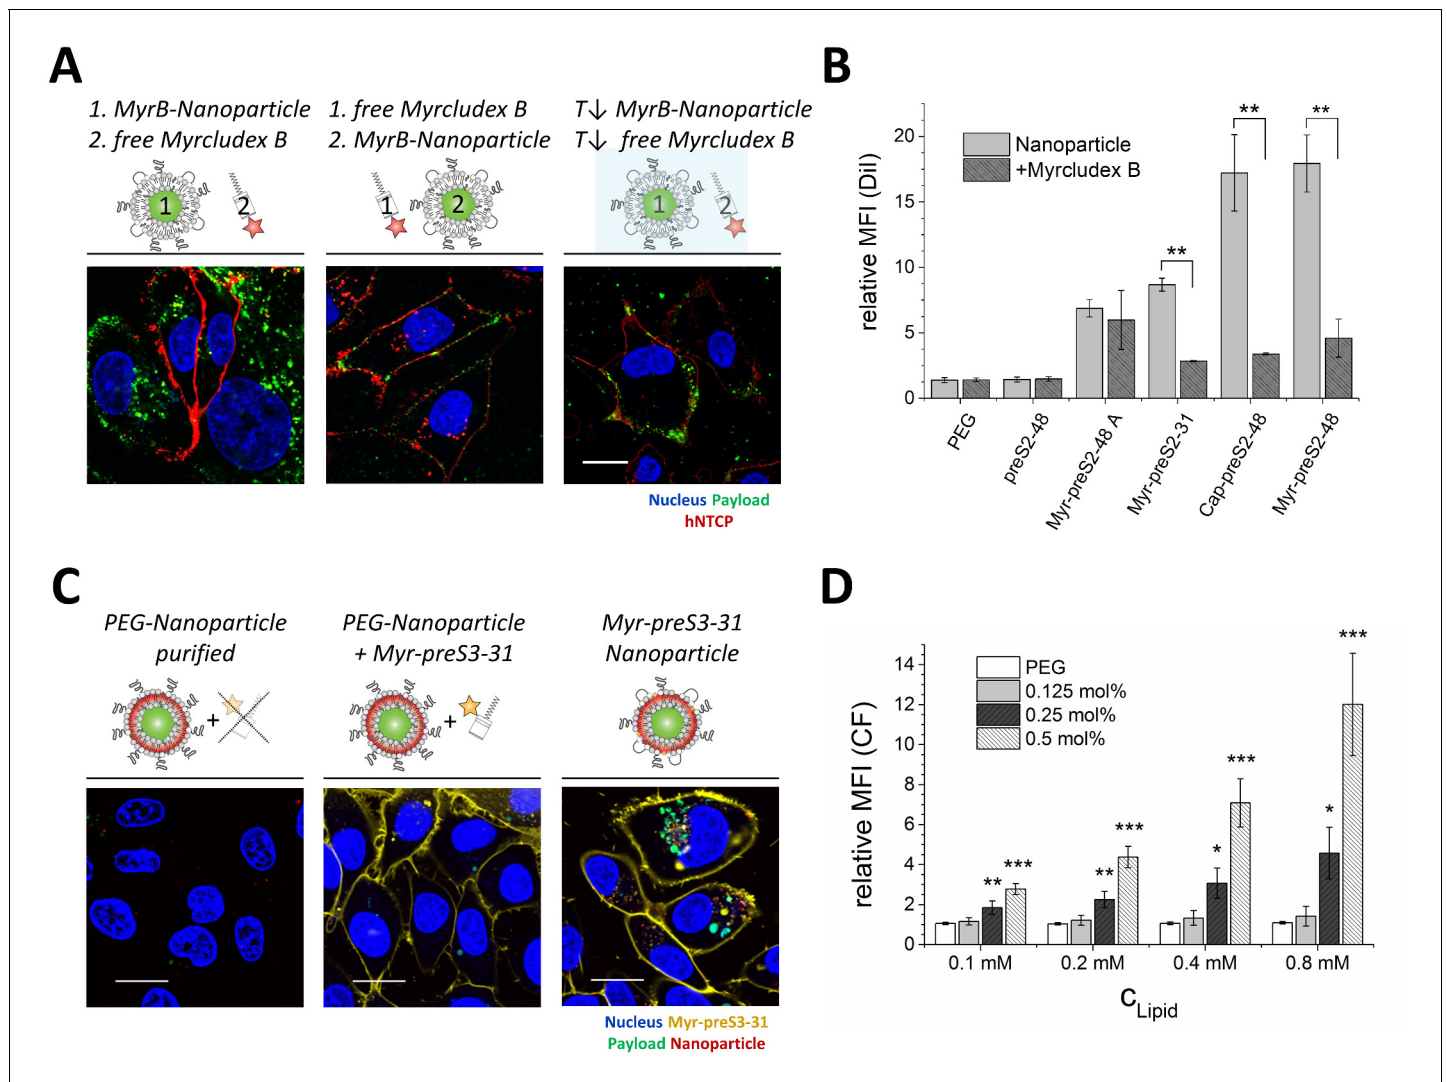 A
1. MyrB-Nanoparticle
2. free Myrcludex B
1. free Myrcludex B
2. MyrB-Nanoparticle
T↓ MyrB-Nanoparticle
T↓ free Myrcludex B
1
2
1
2
1
2
Nucleus Payload
hNTCP
B
relative MFI (DiI)
20
15
10
5
0
Nanoparticle
+Myrcludex B
**
**
**
PEG
preS2-48
Myr-preS2-48 A
Myr-preS2-31
Cap-preS2-48
Myr-preS2-48
C
PEG-Nanoparticle
purified
PEG-Nanoparticle
+ Myr-preS3-31
Myr-preS3-31
Nanoparticle
+
+
Nucleus Myr-preS3-31
Payload Nanoparticle
D
relative MFI (CF)
14
12
10
8
6
4
2
0
PEG
0.125 mol%
0.25 mol%
0.5 mol%
**
***
**
***
*
***
*
***
0.1 mM
0.2 mM
0.4 mM
0.8 mM
CLipid